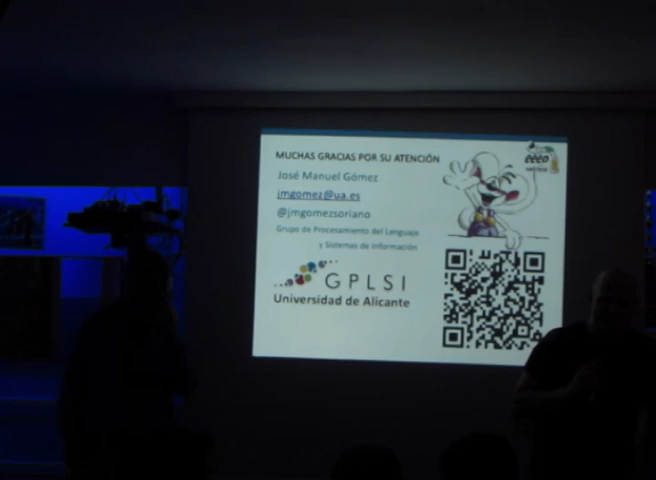 MUCHAS GRACIAS POR SU ATENCIÓN
José Manuel Gómez
jmgomez@ua.es
@jmgomezsoriano
Grupo de Procesamiento del Lenguaje
y Sistemas de Información
GPLSI
Universidad de Alicante